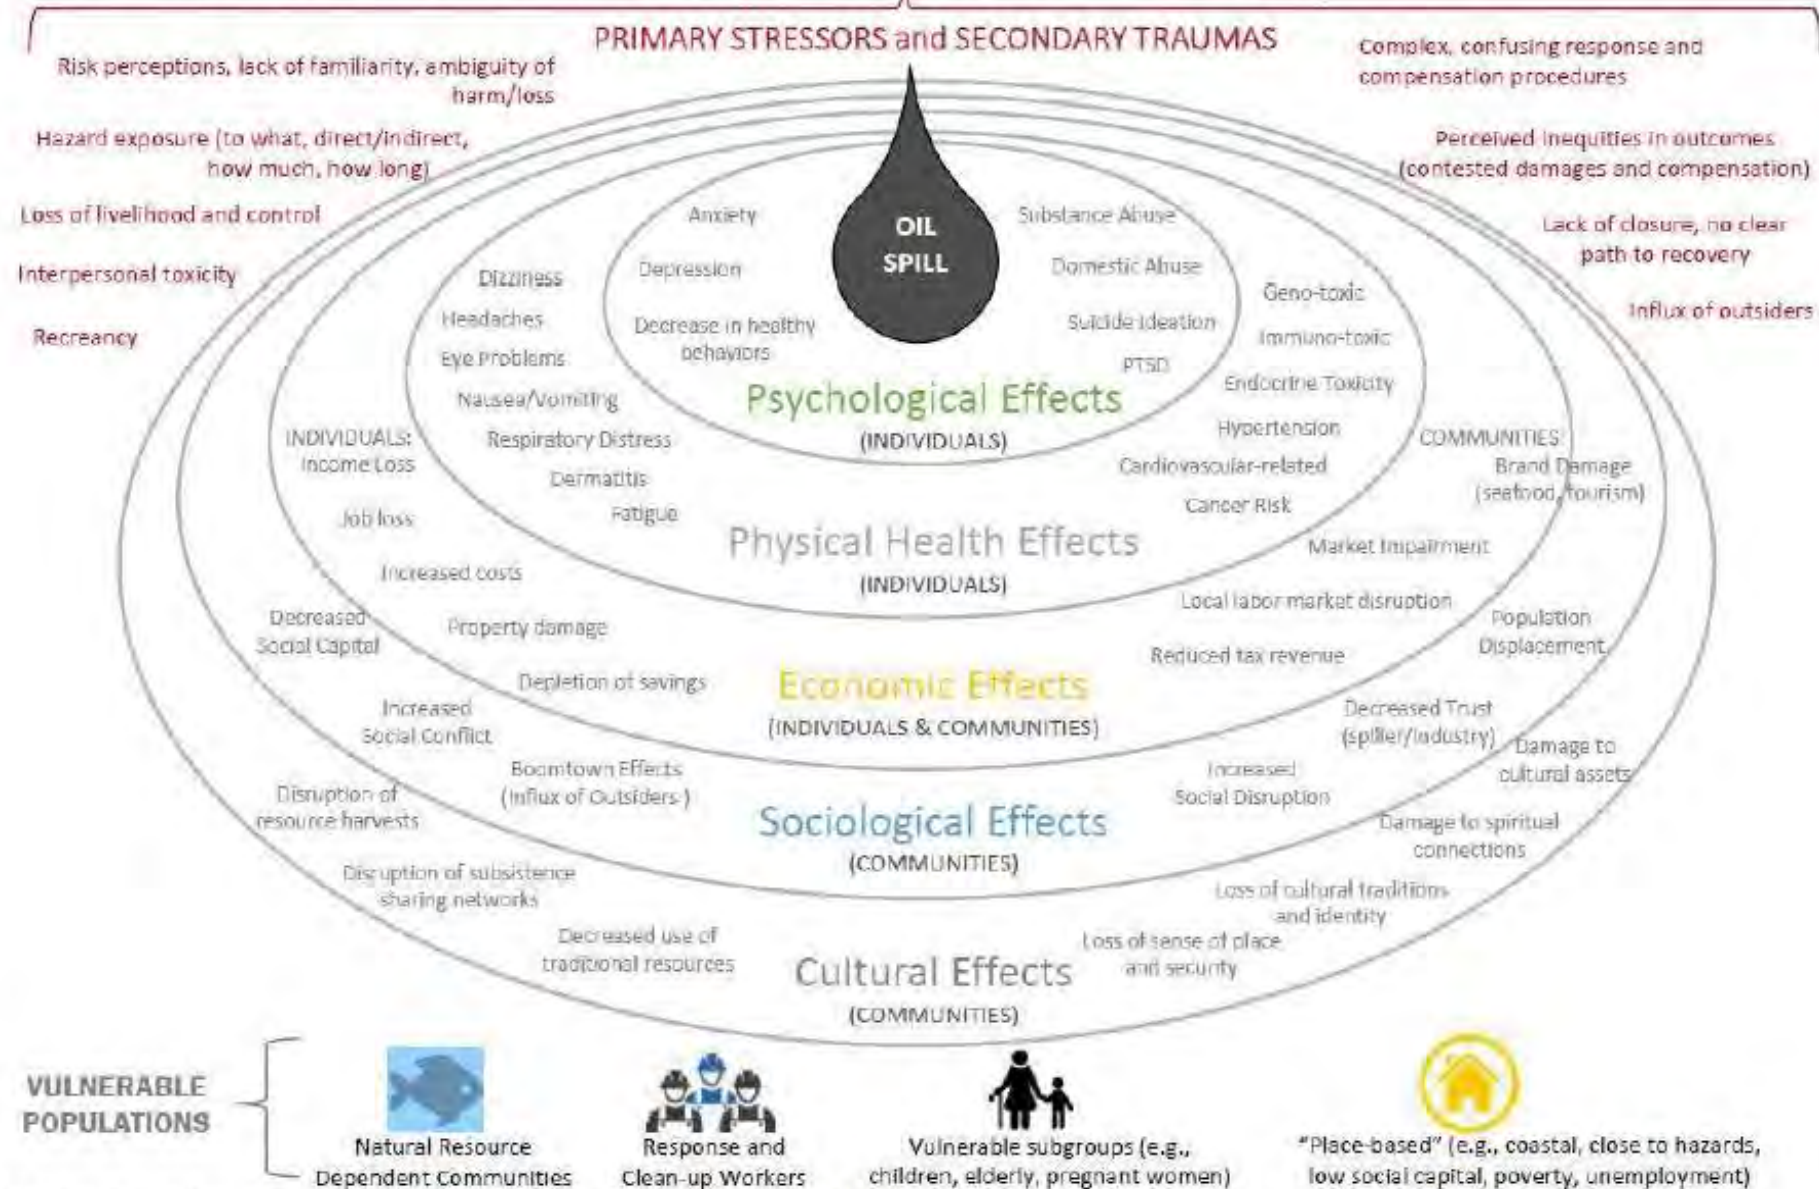 PRIMARY STRESSORS and SECONDARY TRAUMAS
Risk perceptions, lack of familiarity, ambiguity of
harm/loss
Hazard exposure (to what, direct/indirect,
how much, how long)
Loss of livelihood and control
Interpersonal toxicity
Recreancy
Complex, confusing response and
compensation procedures
Perceived inequities in outcomes
(contested damages and compensation)
Lack of closure, no clear
path to recovery
Influx of outsiders
OIL
SPILL
Anxiety
Depression
Decrease in healthy
behaviors
Substance Abuse
Domestic Abuse
Suicide Ideation
PTSD
Psychological Effects
(INDIVIDUALS)
Dizziness
Headaches
Eye Problems
Nausea/Vomiting
Respiratory Distress
Dermatitis
Fatigue
Geno-toxic
Immuno-toxic
Endocrine Toxicity
Hypertension
Cardiovascular-related
Cancer Risk
Physical Health Effects
(INDIVIDUALS)
INDIVIDUALS:
Income Loss
Job loss
Increased costs
Property damage
Depletion of savings
COMMUNITIES:
Brand Damage
(seafood, tourism)
Market Impairment
Local labor market disruption
Reduced tax revenue
Economic Effects
(INDIVIDUALS & COMMUNITIES)
Decreased
Social Capital
Increased
Social Conflict
Boomtown Effects
(Influx of Outsiders )
Population
Displacement
Decreased Trust
(spiller/industry)
Increased
Social Disruption
Sociological Effects
(COMMUNITIES)
Disruption of
resource harvests
Disruption of subsistence
sharing networks
Decreased use of
traditional resources
Damage to
cultural assets
Damage to spiritual
connections
Loss of cultural traditions
and identity
Loss of sense of place
and security
Cultural Effects
(COMMUNITIES)
VULNERABLE
POPULATIONS
Natural Resource
Dependent Communities
Response and
Clean-up Workers
Vulnerable subgroups (e.g.,
children, elderly, pregnant women)
"Place-based" (e.g., coastal, close to hazards,
low social capital, poverty, unemployment)